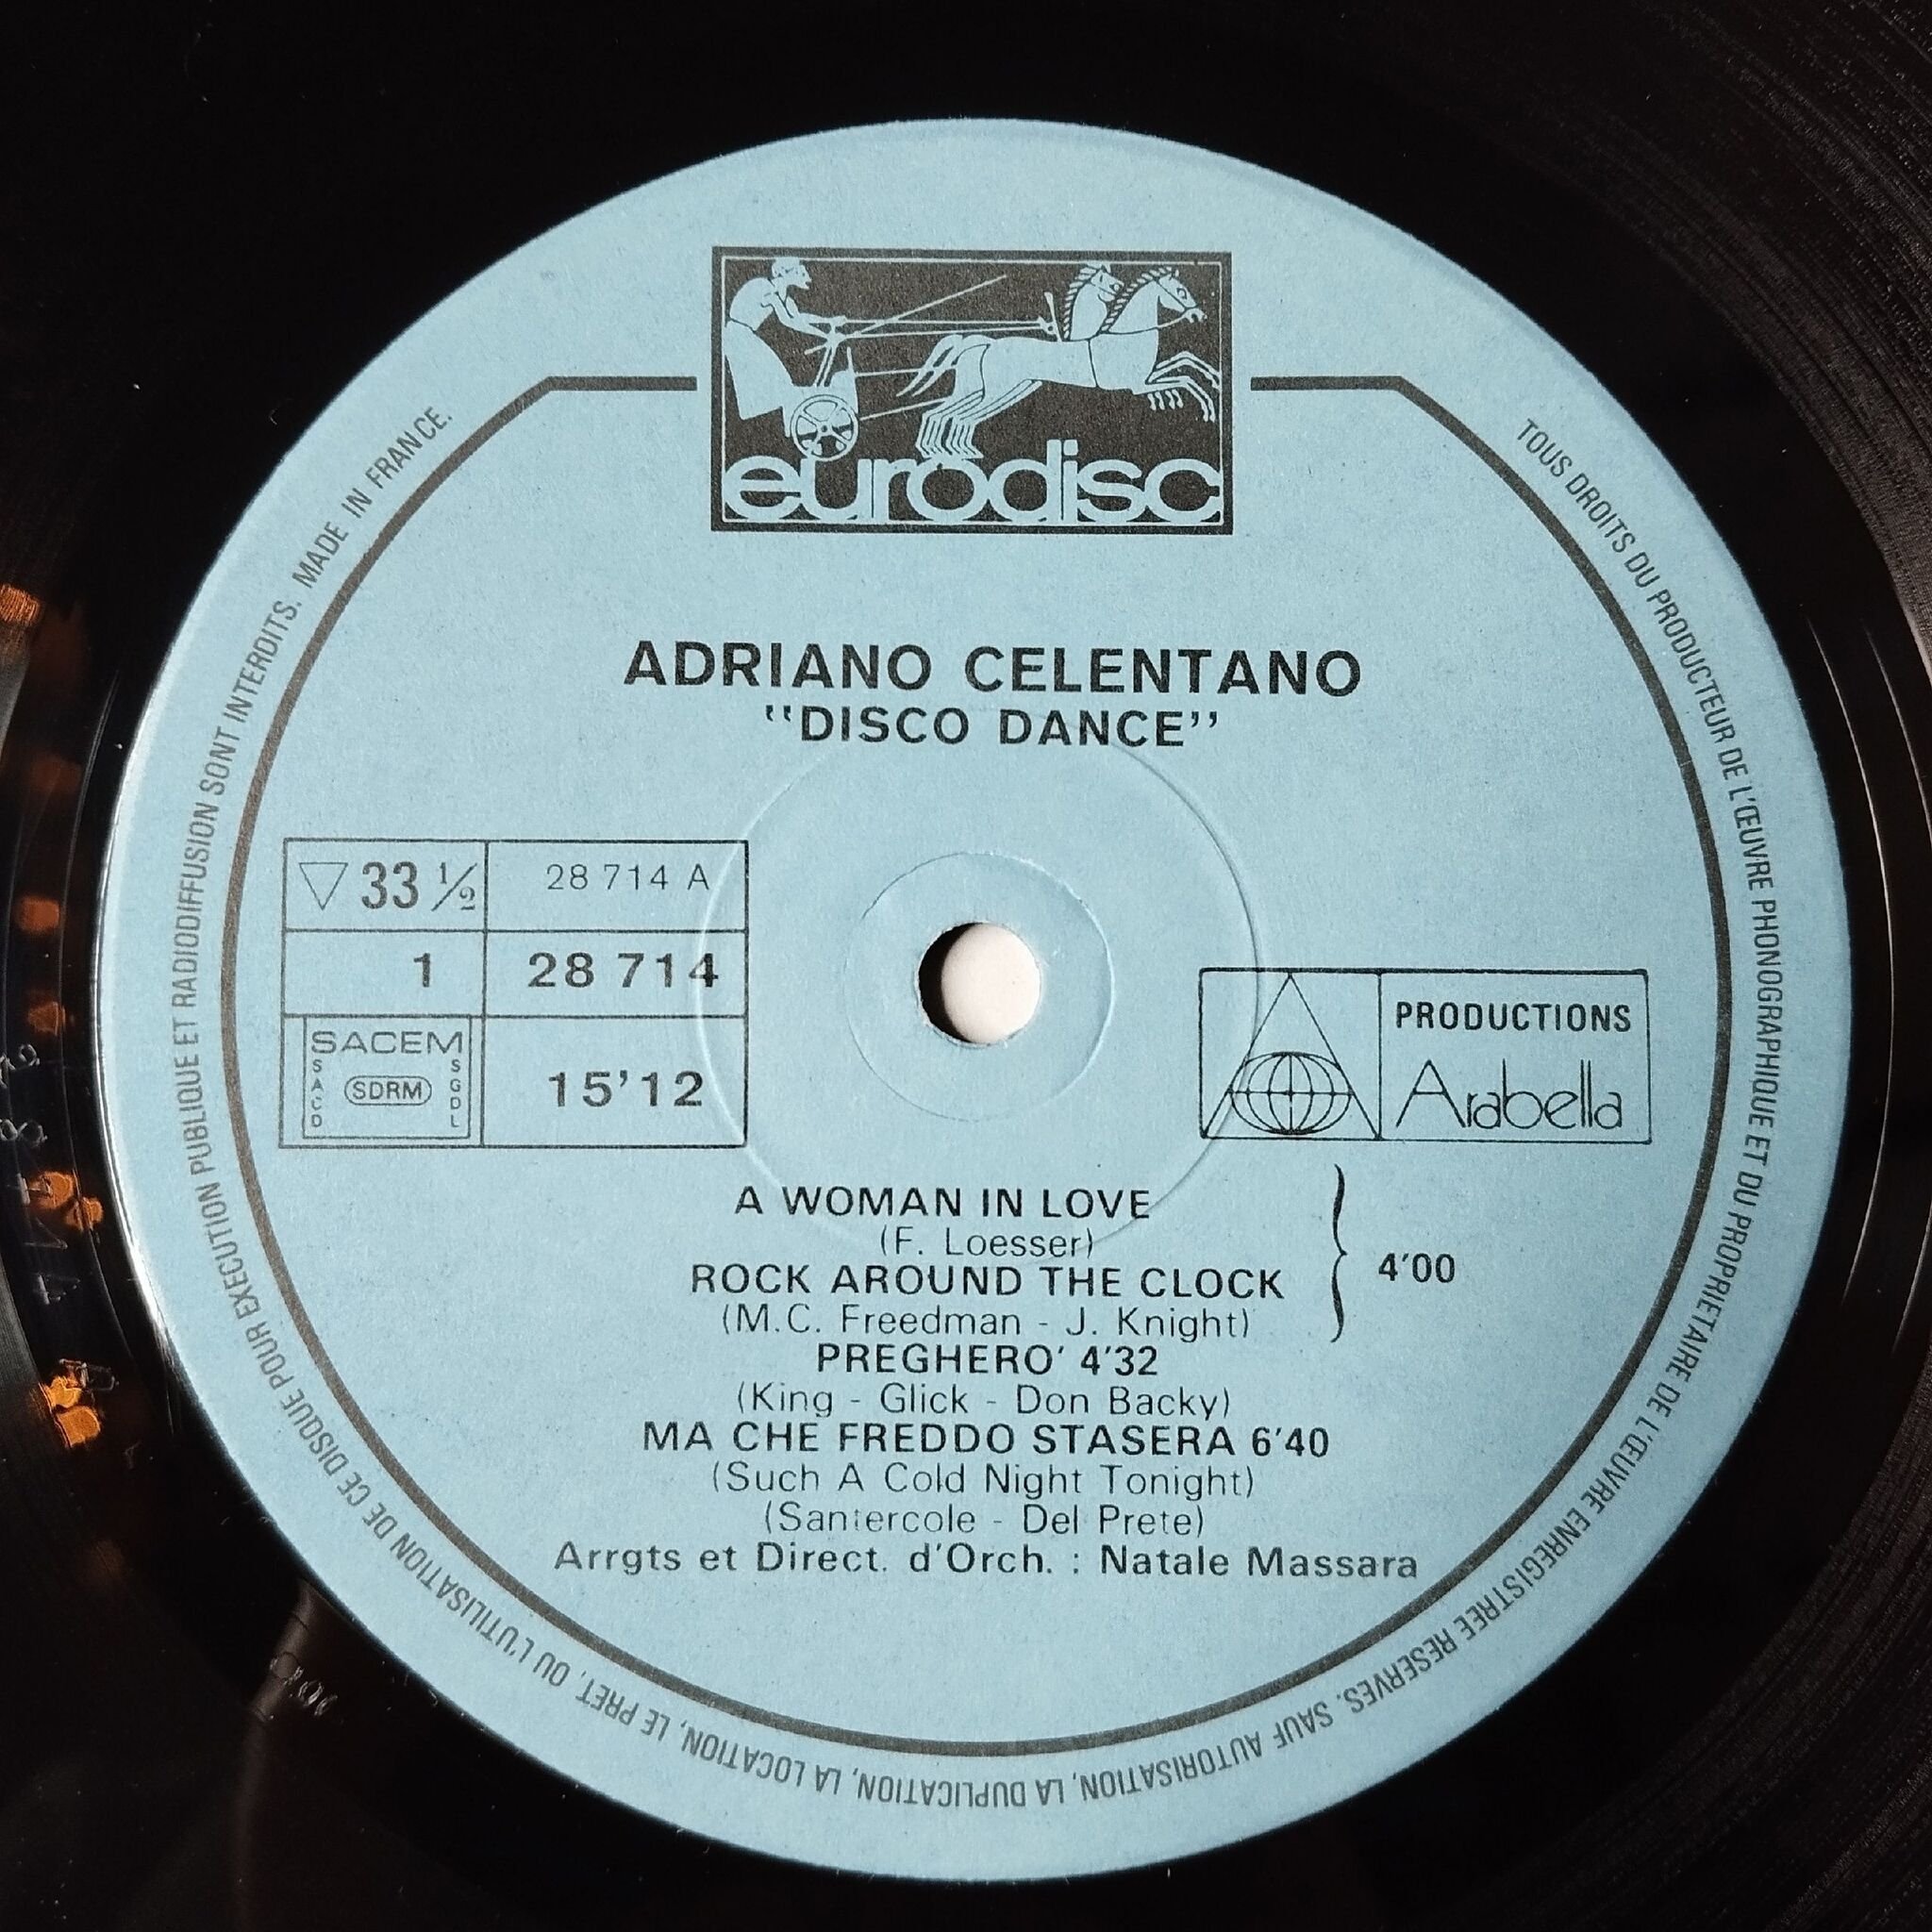 eurodisc
ADRIANO CELENTANO
"DISCO DANCE"
▽ 33 ½
28 714 A
1
28 714
SACEM
SACD
SDRM
SGDL
15'12
PRODUCTIONS
Arabella
A WOMAN IN LOVE
(F. Loesser)
ROCK AROUND THE CLOCK
4'00
(M.C. Freedman - J. Knight)
PREGHERO' 4'32
(King - Glick - Don Backy)
MA CHE FREDDO STASERA 6'40
(Such A Cold Night Tonight)
(Santercole - Del Prete)
Arrgts et Direct. d'Orch. : Natale Massara
TOUS DROITS DU PRODUCTEUR DE L'ŒUVRE PHONOGRAPHIQUE ET DU PROPRIETAIRE DE L'ŒUVRE ENREGISTREE RESERVES. SAUF AUTORISATION, LA DUPLICATION, LA LOCATION, LE PRET, OU L'UTILISATION DE CE DISQUE POUR EXECUTION PUBLIQUE ET RADIODIFFUSION SONT INTERDITS. MADE IN FRANCE.